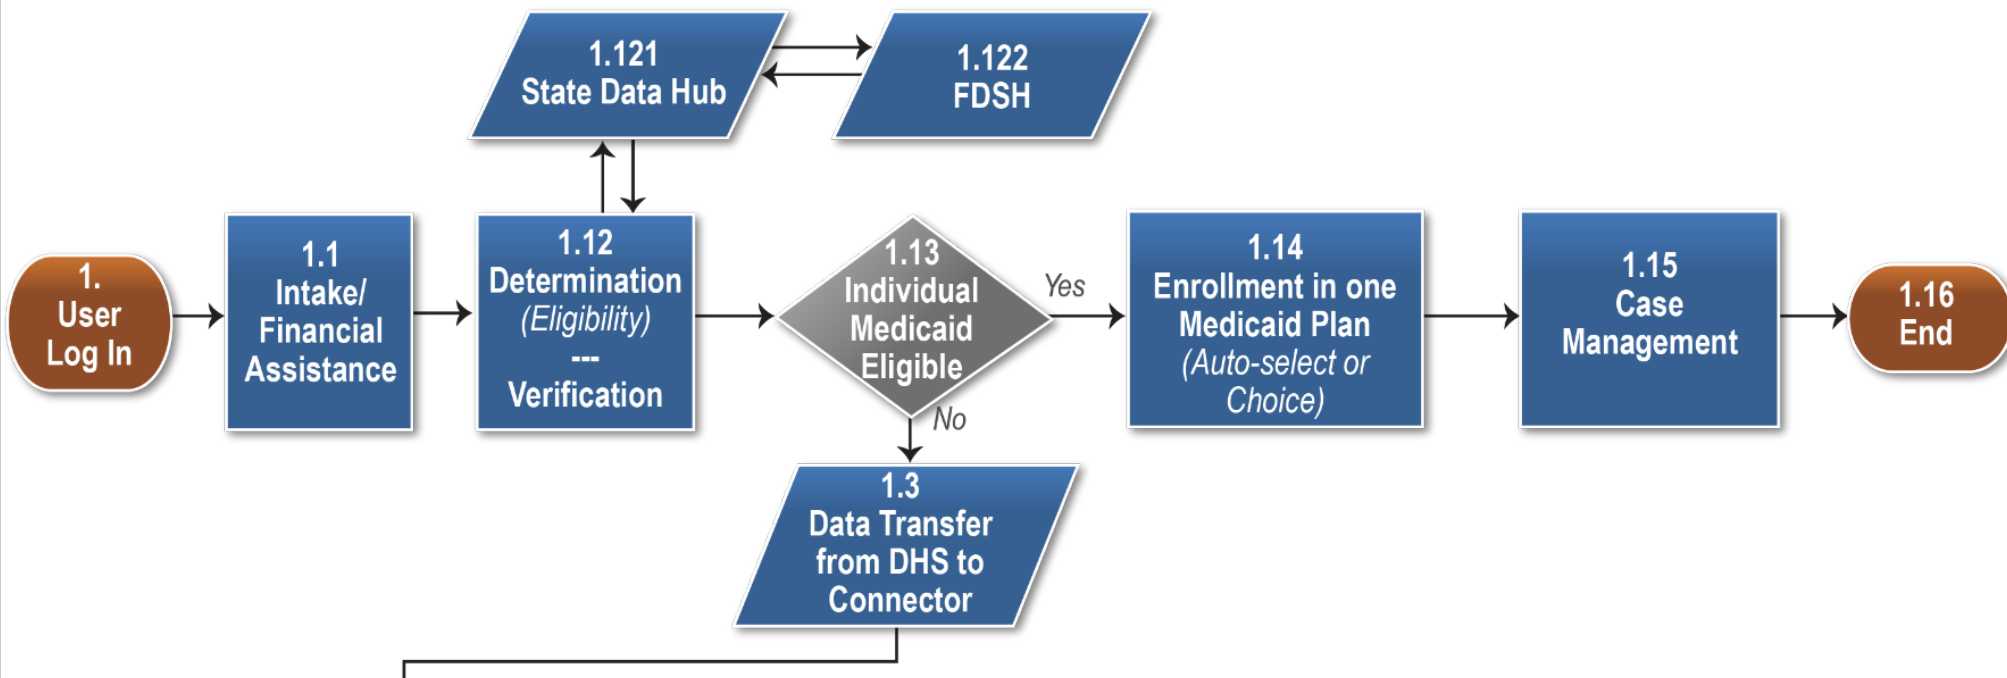 1.121
State Data Hub
1.122
FDSH
1.
User
Log In
1.1
Intake/
Financial
Assistance
1.12
Determination
(Eligibility)
---
Verification
1.13
Individual
Medicaid
Eligible
Yes
No
1.14
Enrollment in one
Medicaid Plan
(Auto-select or
Choice)
1.15
Case
Management
1.16
End
1.3
Data Transfer
from DHS to
Connector